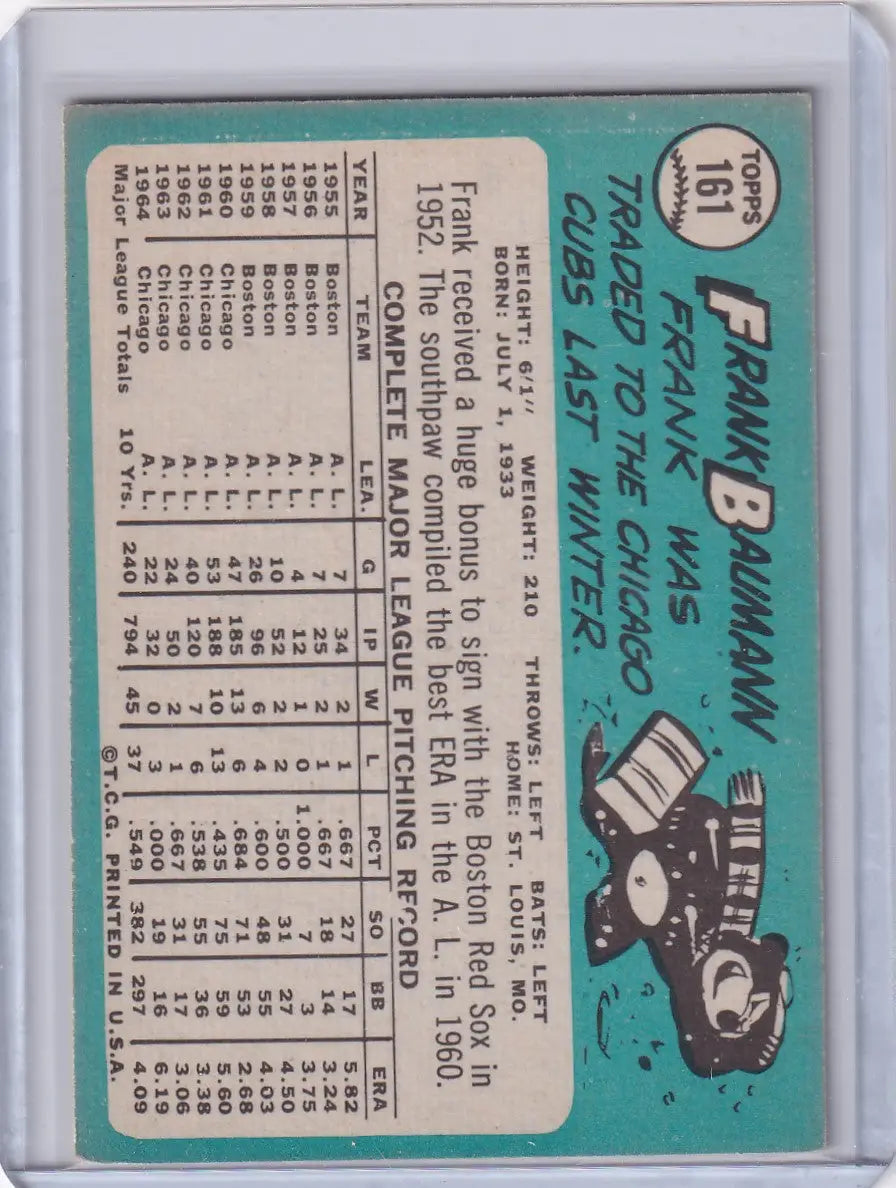 TOPPS
161
FRANK BAUMANN
FRANK WAS
TRADED TO THE CHICAGO
CUBS LAST WINTER.
HEIGHT: 6'1" WEIGHT: 210 THROWS: LEFT BATS: LEFT
BORN: JULY 1, 1933 HOME: ST. LOUIS, MO.
Frank received a huge bonus to sign with the Boston Red Sox in
1952. The southpaw compiled the best ERA in the A. L. in 1960.
COMPLETE MAJOR LEAGUE PITCHING RECORD
YEAR TEAM LEA. G IP W L PCT SO BB ERA
1955 Boston A. L. 7 34 2 1 .667 27 17 5.82
1956 Boston A. L. 7 25 2 1 .667 18 14 3.24
1957 Boston A. L. 4 12 1 0 1.000 7 3 3.75
1958 Boston A. L. 10 52 2 2 .500 31 27 4.50
1959 Boston A. L. 26 96 6 4 .600 48 55 4.03
1960 Chicago A. L. 47 185 13 6 .684 71 53 2.68
1961 Chicago A. L. 53 188 10 13 .435 75 59 5.60
1962 Chicago A. L. 40 120 7 6 .538 55 36 3.38
1963 Chicago A. L. 24 50 2 1 .667 31 17 3.06
1964 Chicago A. L. 22 32 0 3 .000 19 16 6.19
Major League Totals 10 Yrs. 240 794 45 37 .549 382 297 4.09
©T.C.G. PRINTED IN U.S.A.